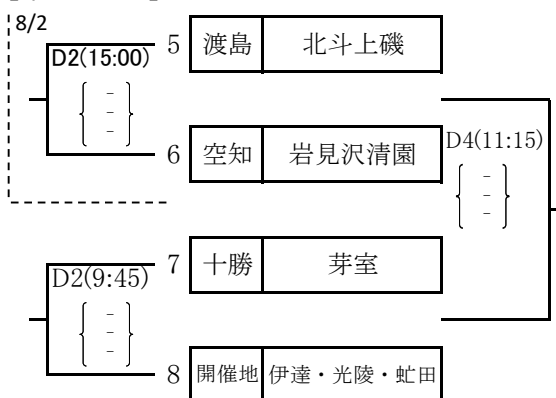 8/2
D2(15:00) 5 渡島 北斗上磯
-
-
-
6 空知 岩見沢清園 D4(11:15)
-
-
-
7 十勝 芽室
D2(9:45)
-
-
-
8 開催地 伊達・光陵・虻田